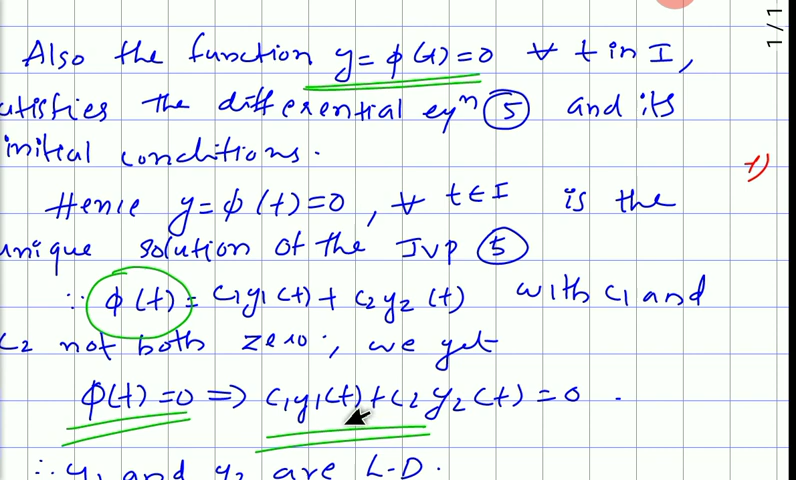 Also the function y = φ(t) = 0 ∀ t in I,
satisfies the differential eqⁿ ⑤ and its
initial conditions.
Hence y = φ(t) = 0, ∀ t ∈ I is the
unique solution of the IVP ⑤
∵ φ(t) = c₁y₁(t) + c₂y₂(t) with c₁ and
c₂ not both zero, we get
φ(t) = 0 ⇒ c₁y₁(t) + c₂y₂(t) = 0.
∴ y₁ and y₂ are L-D.
1/1